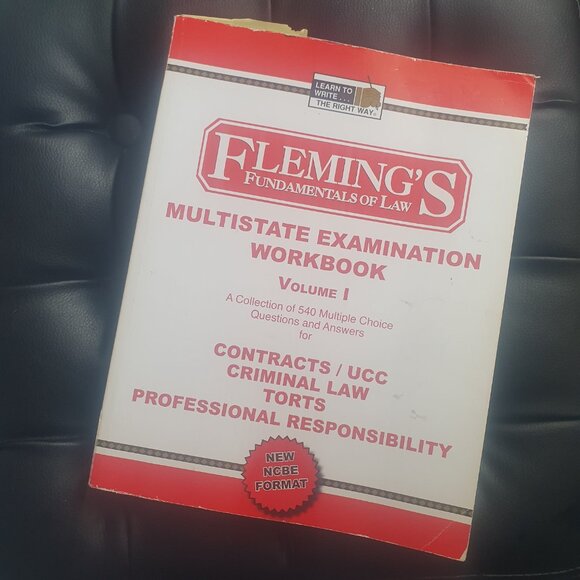 LEARN TO
WRITE . . .
THE RIGHT WAY®
FLEMING'S
FUNDAMENTALS OF LAW
MULTISTATE EXAMINATION
WORKBOOK
VOLUME I
A Collection of 540 Multiple Choice
Questions and Answers
for
CONTRACTS / UCC
CRIMINAL LAW
TORTS
PROFESSIONAL RESPONSIBILITY
NEW
NCBE
FORMAT